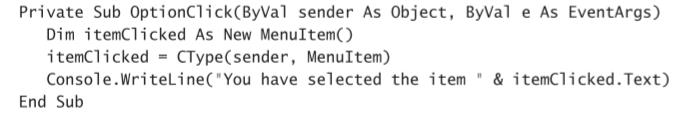 Private Sub OptionClick(ByVal sender As Object, ByVal e As EventArgs)
   Dim itemClicked As New MenuItem()
   itemClicked = CType(sender, MenuItem)
   Console.WriteLine("You have selected the item " & itemClicked.Text)
End Sub